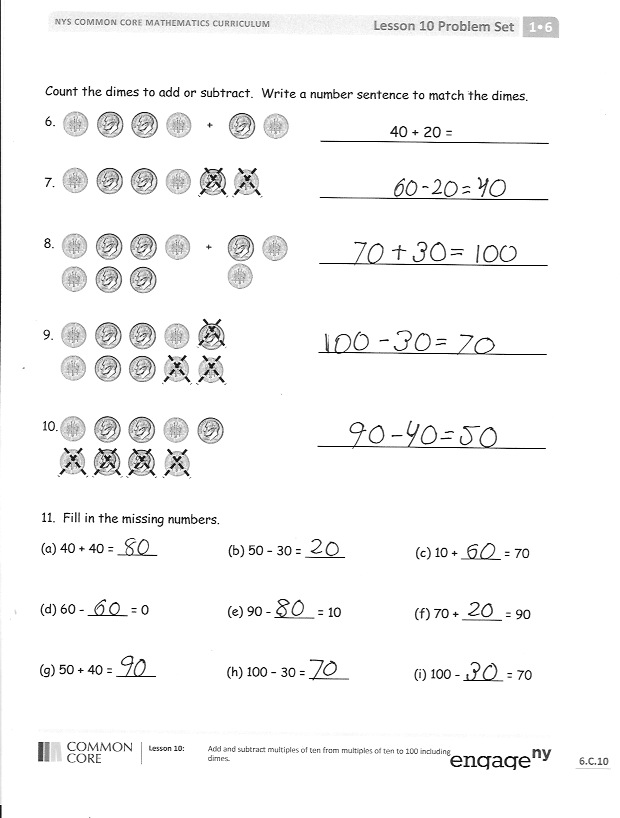 NYS COMMON CORE MATHEMATICS CURRICULUM Lesson 10 Problem Set 1•6
Count the dimes to add or subtract. Write a number sentence to match the dimes.
6. + 40 + 20 =
7. 60-20=40
8. + 70+30=100
9. 100-30=70
10. 90-40=50
11. Fill in the missing numbers.
(a) 40 + 40 = 80 (b) 50 - 30 = 20 (c) 10 + 60 = 70
(d) 60 - 60 = 0 (e) 90 - 80 = 10 (f) 70 + 20 = 90
(g) 50 + 40 = 90 (h) 100 - 30 = 70 (i) 100 - 30 = 70
COMMON CORE
Lesson 10:
Add and subtract multiples of ten from multiples of ten to 100 including
dimes.
engage ny
6.C.10